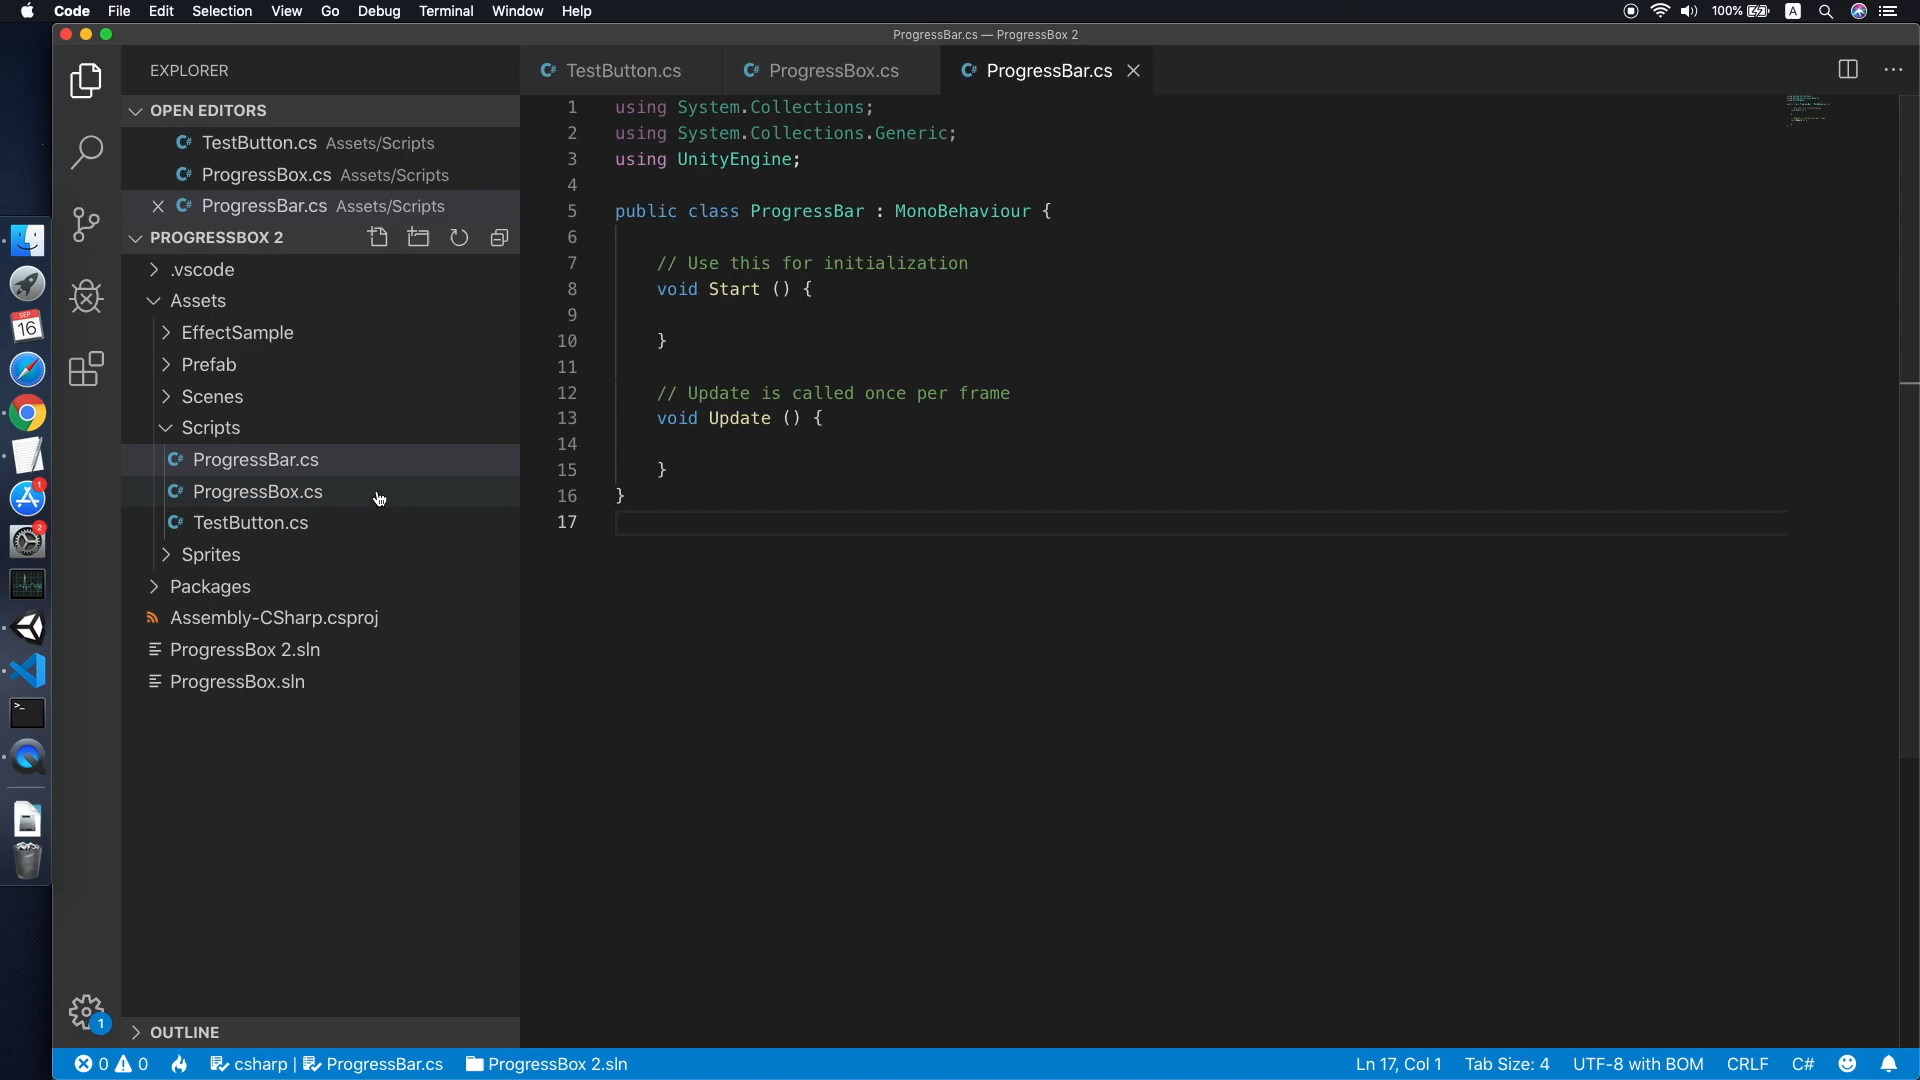 Code File Edit Selection View Go Debug Terminal Window Help
100% A
ProgressBar.cs — ProgressBox 2
EXPLORER
OPEN EDITORS
TestButton.cs Assets/Scripts
ProgressBox.cs Assets/Scripts
ProgressBar.cs Assets/Scripts
PROGRESSBOX 2
.vscode
Assets
EffectSample
Prefab
Scenes
Scripts
ProgressBar.cs
ProgressBox.cs
TestButton.cs
Sprites
Packages
Assembly-CSharp.csproj
ProgressBox 2.sln
ProgressBox.sln
OUTLINE
SEP
16
1
2
1
TestButton.cs ProgressBox.cs ProgressBar.cs
1 using System.Collections;
2 using System.Collections.Generic;
3 using UnityEngine;
4
5 public class ProgressBar : MonoBehaviour {
6
7 // Use this for initialization
8 void Start () {
9
10 }
11
12 // Update is called once per frame
13 void Update () {
14
15 }
16 }
17
0 0 csharp | ProgressBar.cs ProgressBox 2.sln
Ln 17, Col 1 Tab Size: 4 UTF-8 with BOM CRLF C#